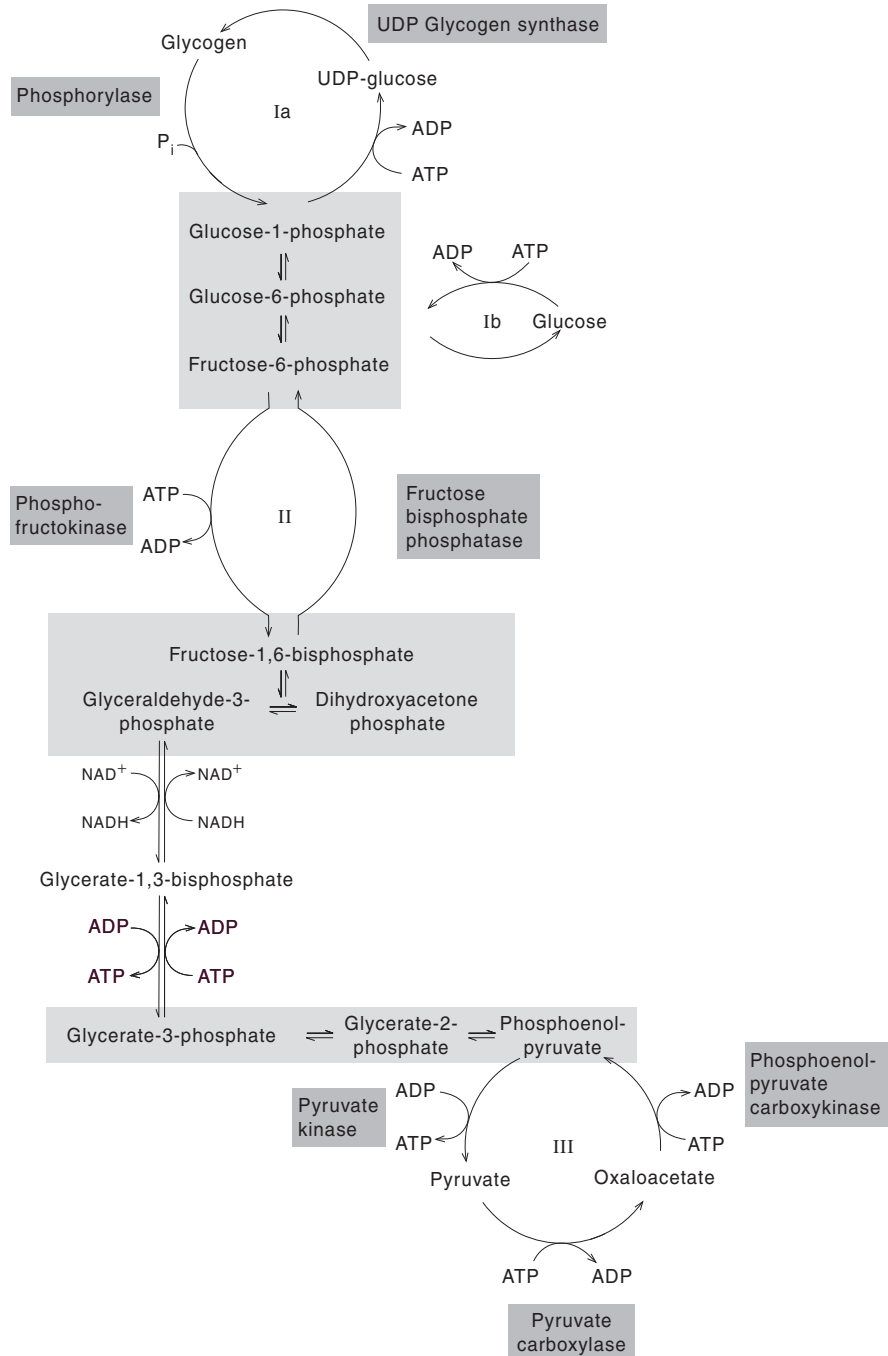 UDP Glycogen synthase
Glycogen
UDP-glucose
Phosphorylase
Ia
ADP
Pi
ATP
Glucose-1-phosphate
ADP
ATP
Glucose-6-phosphate
Ib
Glucose
Fructose-6-phosphate
ATP
Phospho-
fructokinase
ADP
II
Fructose
bisphosphate
phosphatase
Fructose-1,6-bisphosphate
Glyceraldehyde-3-
phosphate
Dihydroxyacetone
phosphate
NAD+
NAD+
NADH
NADH
Glycerate-1,3-bisphosphate
ADP
ADP
ATP
ATP
Glycerate-3-phosphate
Glycerate-2-
phosphate
Phosphoenol-
pyruvate
Pyruvate
kinase
ADP
ATP
III
ADP
ATP
Phosphoenol-
pyruvate
carboxykinase
Pyruvate
Oxaloacetate
ATP
ADP
Pyruvate
carboxylase